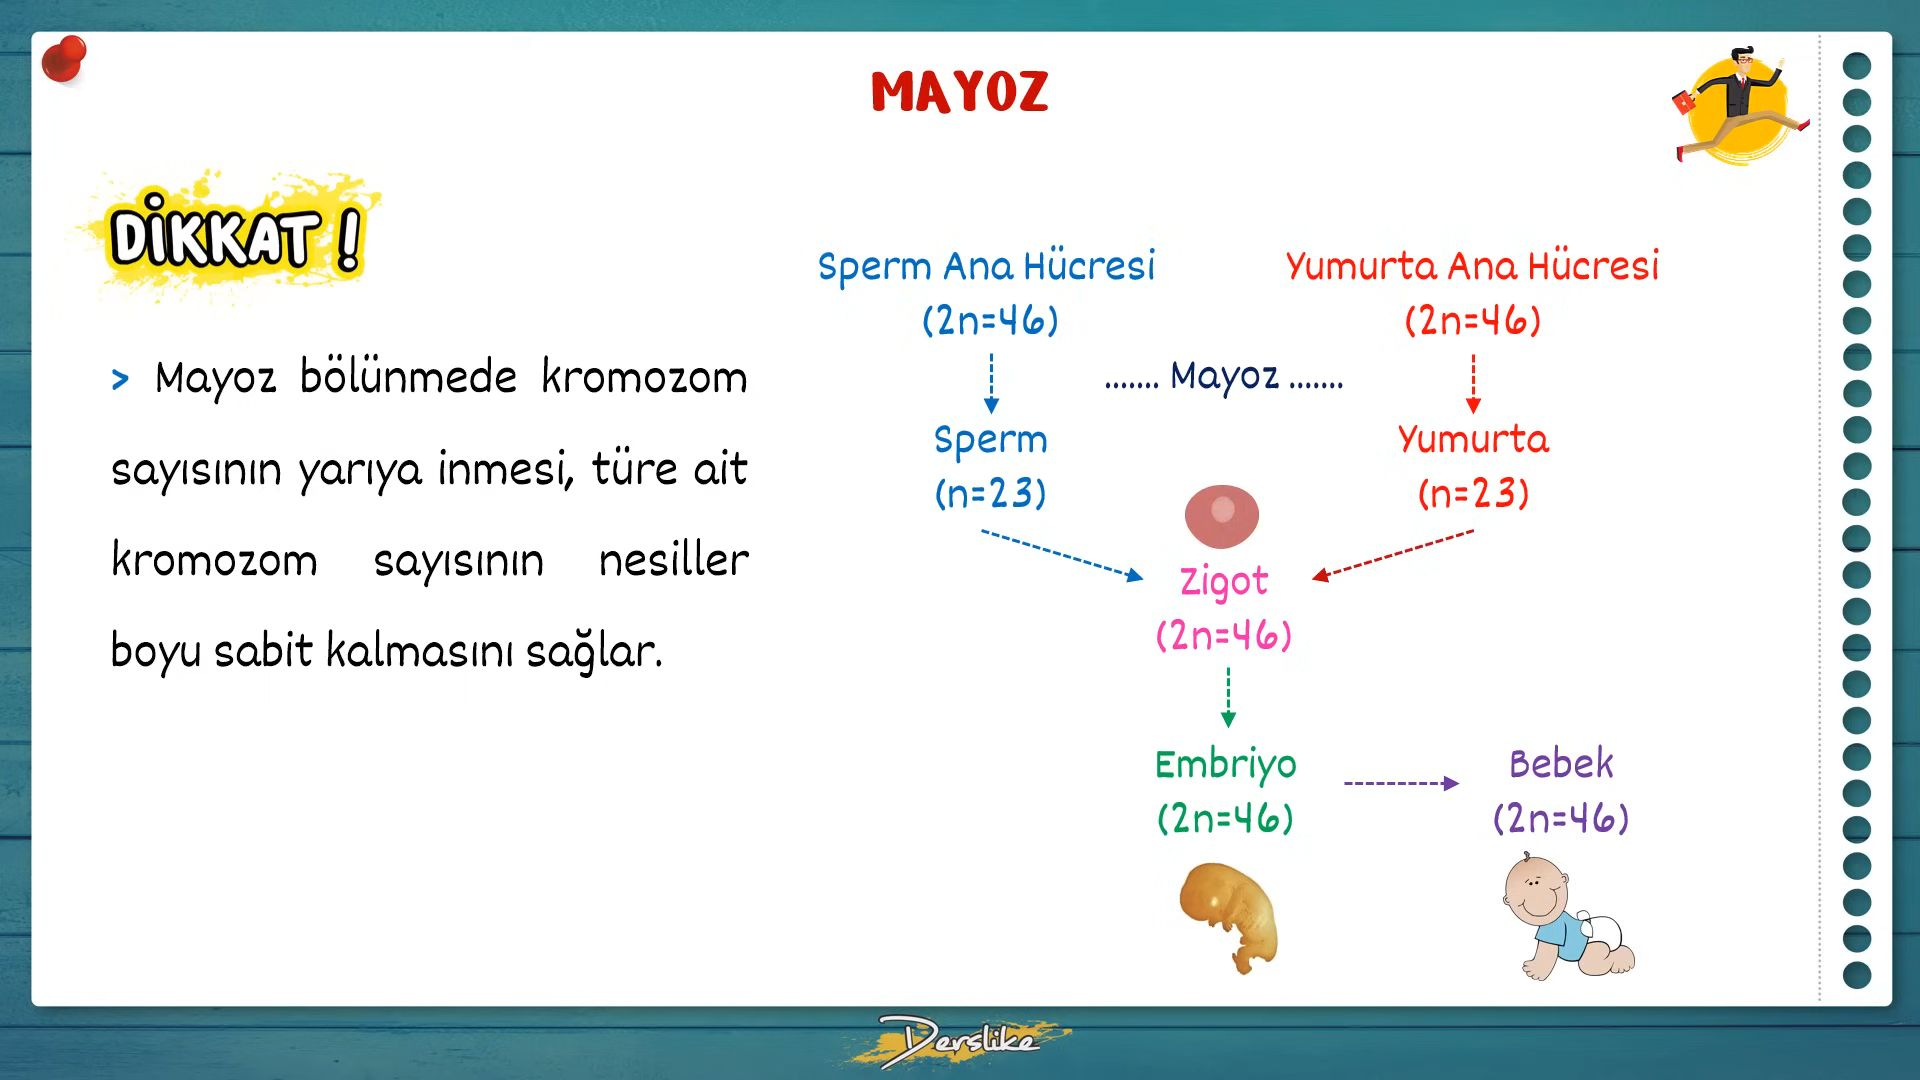 MAYOZ
DİKKAT !
> Mayoz bölünmede kromozom
sayısının yarıya inmesi, türe ait
kromozom sayısının nesiller
boyu sabit kalmasını sağlar.
Sperm Ana Hücresi
(2n=46)
Yumurta Ana Hücresi
(2n=46)
....... Mayoz .......
Sperm
(n=23)
Yumurta
(n=23)
Zigot
(2n=46)
Embriyo
(2n=46)
Bebek
(2n=46)
Derslike